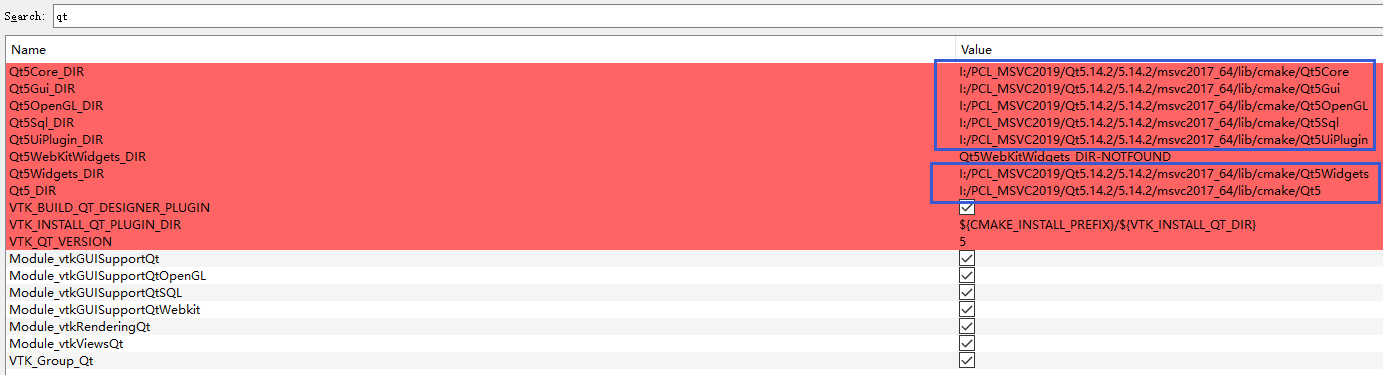 Search: qt
Name Value
Qt5Core_DIR I:/PCL_MSVC2019/Qt5.14.2/5.14.2/msvc2017_64/lib/cmake/Qt5Core
Qt5Gui_DIR I:/PCL_MSVC2019/Qt5.14.2/5.14.2/msvc2017_64/lib/cmake/Qt5Gui
Qt5OpenGL_DIR I:/PCL_MSVC2019/Qt5.14.2/5.14.2/msvc2017_64/lib/cmake/Qt5OpenGL
Qt5Sql_DIR I:/PCL_MSVC2019/Qt5.14.2/5.14.2/msvc2017_64/lib/cmake/Qt5Sql
Qt5UiPlugin_DIR I:/PCL_MSVC2019/Qt5.14.2/5.14.2/msvc2017_64/lib/cmake/Qt5UiPlugin
Qt5WebKitWidgets_DIR Qt5WebKitWidgets_DIR-NOTFOUND
Qt5Widgets_DIR I:/PCL_MSVC2019/Qt5.14.2/5.14.2/msvc2017_64/lib/cmake/Qt5Widgets
Qt5_DIR I:/PCL_MSVC2019/Qt5.14.2/5.14.2/msvc2017_64/lib/cmake/Qt5
VTK_BUILD_QT_DESIGNER_PLUGIN
VTK_INSTALL_QT_PLUGIN_DIR ${CMAKE_INSTALL_PREFIX}/${VTK_INSTALL_QT_DIR}
VTK_QT_VERSION 5
Module_vtkGUISupportQt
Module_vtkGUISupportQtOpenGL
Module_vtkGUISupportQtSQL
Module_vtkGUISupportQtWebkit
Module_vtkRenderingQt
Module_vtkViewsQt
VTK_Group_Qt